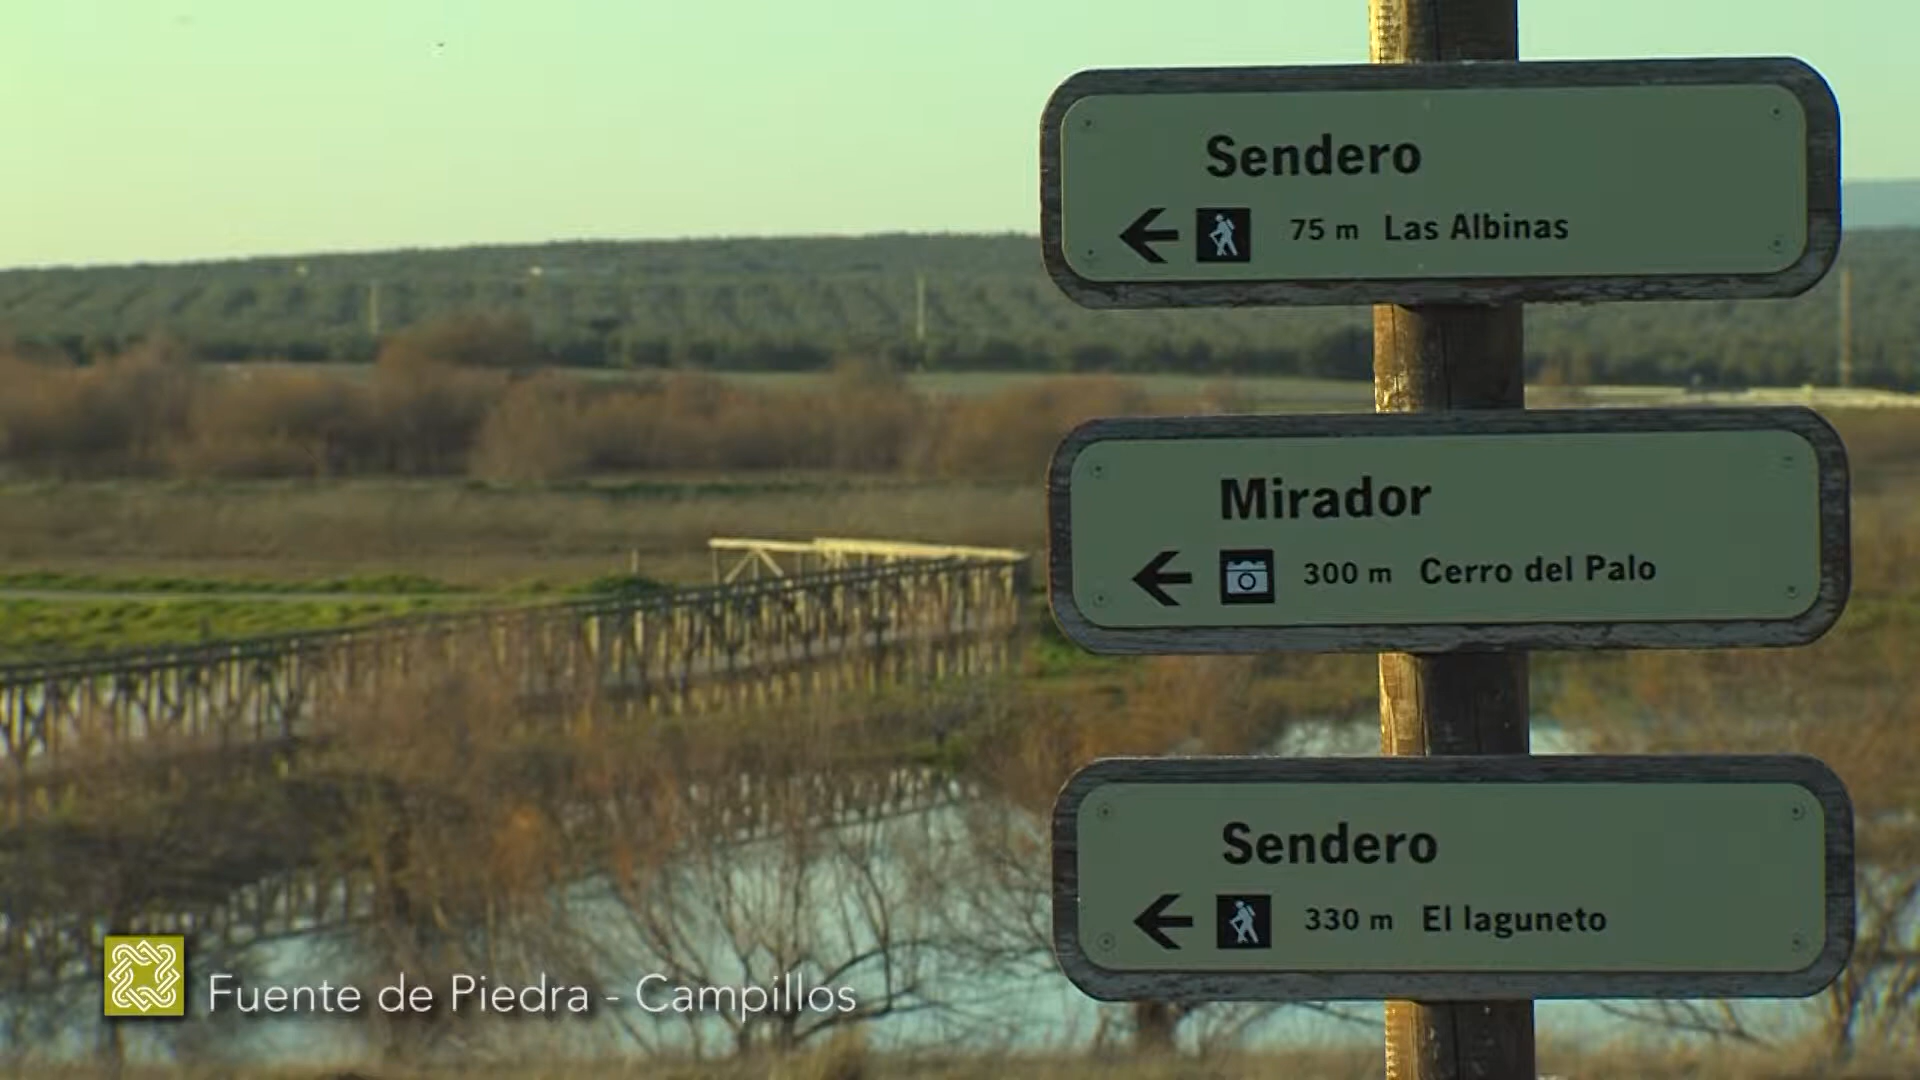 Sendero
75 m Las Albinas
Mirador
300 m Cerro del Palo
Sendero
330 m El laguneto
Fuente de Piedra - Campillos